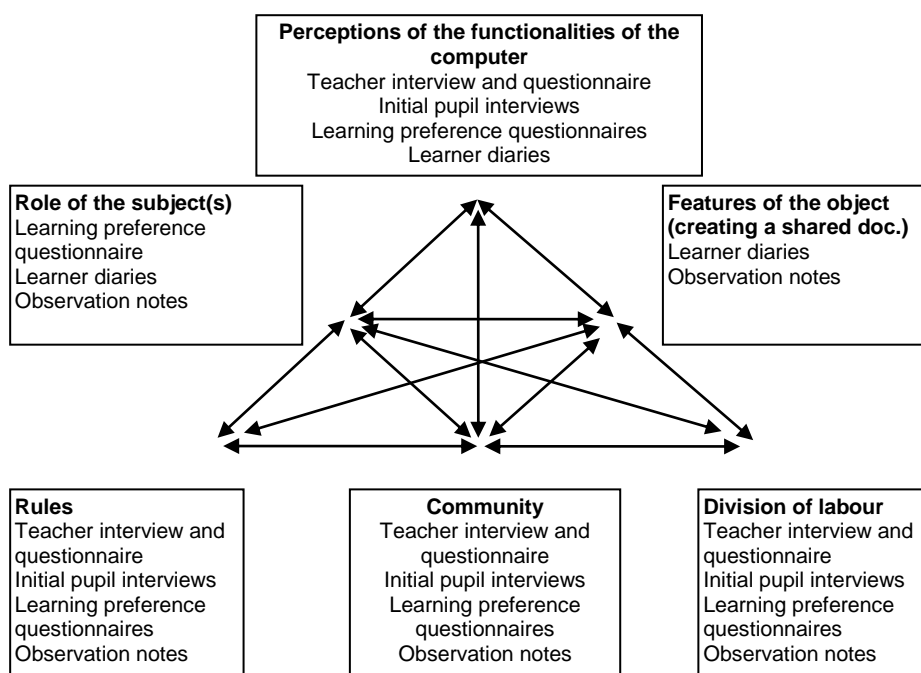 Perceptions of the functionalities of the
computer
Teacher interview and questionnaire
Initial pupil interviews
Learning preference questionnaires
Learner diaries
Role of the subject(s)
Learning preference
questionnaire
Learner diaries
Observation notes
Features of the object
(creating a shared doc.)
Learner diaries
Observation notes
Rules
Teacher interview and
questionnaire
Initial pupil interviews
Learning preference
questionnaires
Observation notes
Community
Teacher interview and
questionnaire
Initial pupil interviews
Learning preference
questionnaires
Observation notes
Division of labour
Teacher interview and
questionnaire
Initial pupil interviews
Learning preference
questionnaires
Observation notes